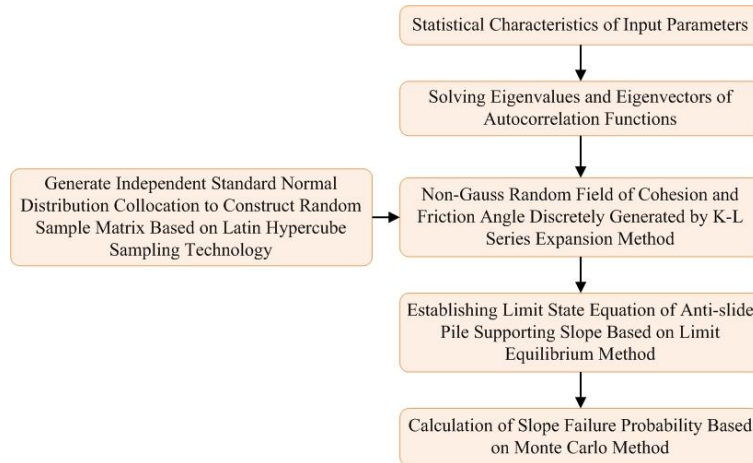 Statistical Characteristics of Input Parameters
Solving Eigenvalues and Eigenvectors of
Autocorrelation Functions
Generate Independent Standard Normal
Distribution Collocation to Construct Random
Sample Matrix Based on Latin Hypercube
Sampling Technology
Non-Gauss Random Field of Cohesion and
Friction Angle Discretely Generated by K-L
Series Expansion Method
Establishing Limit State Equation of Anti-slide
Pile Supporting Slope Based on Limit
Equilibrium Method
Calculation of Slope Failure Probability Based
on Monte Carlo Method